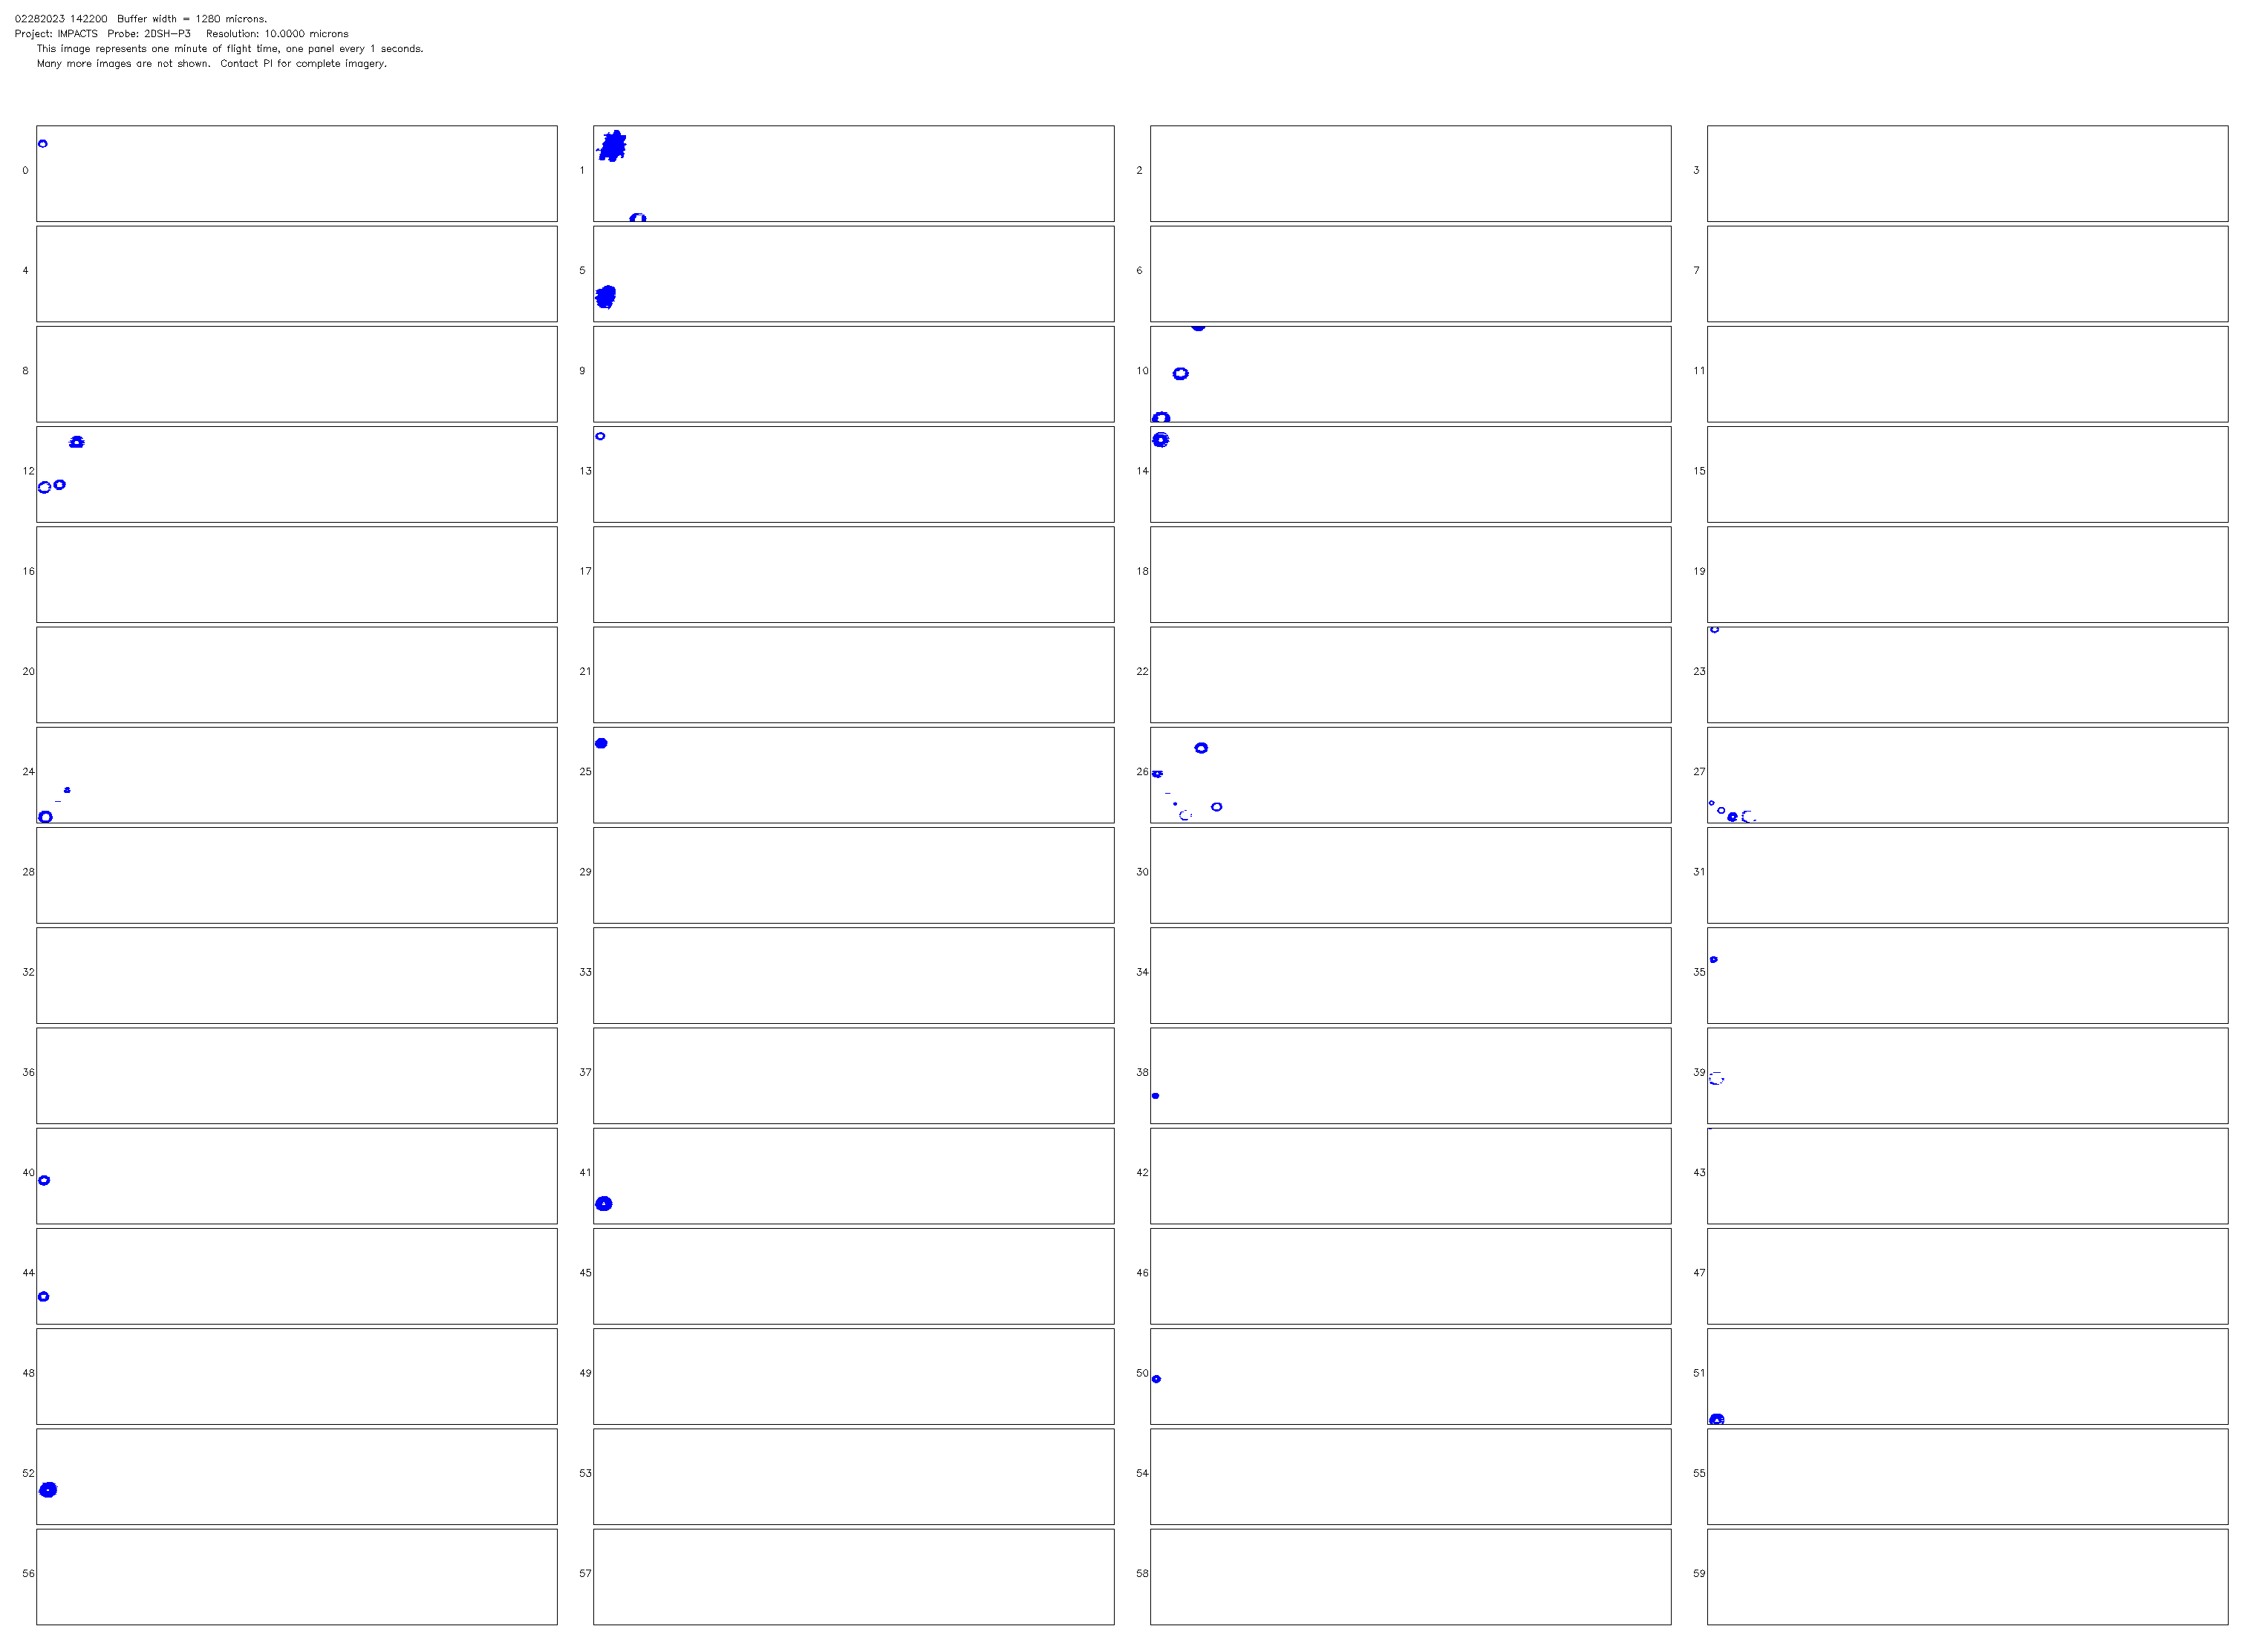 02282023 142200  Buffer width = 1280 microns.
Project: IMPACTS  Probe: 2DSH-P3   Resolution: 10.0000 microns
This image represents one minute of flight time, one panel every 1 seconds.
Many more images are not shown.  Contact PI for complete imagery.
0 1 2 3
4 5 6 7
8 9 10 11
12 13 14 15
16 17 18 19
20 21 22 23
24 25 26 27
28 29 30 31
32 33 34 35
36 37 38 39
40 41 42 43
44 45 46 47
48 49 50 51
52 53 54 55
56 57 58 59